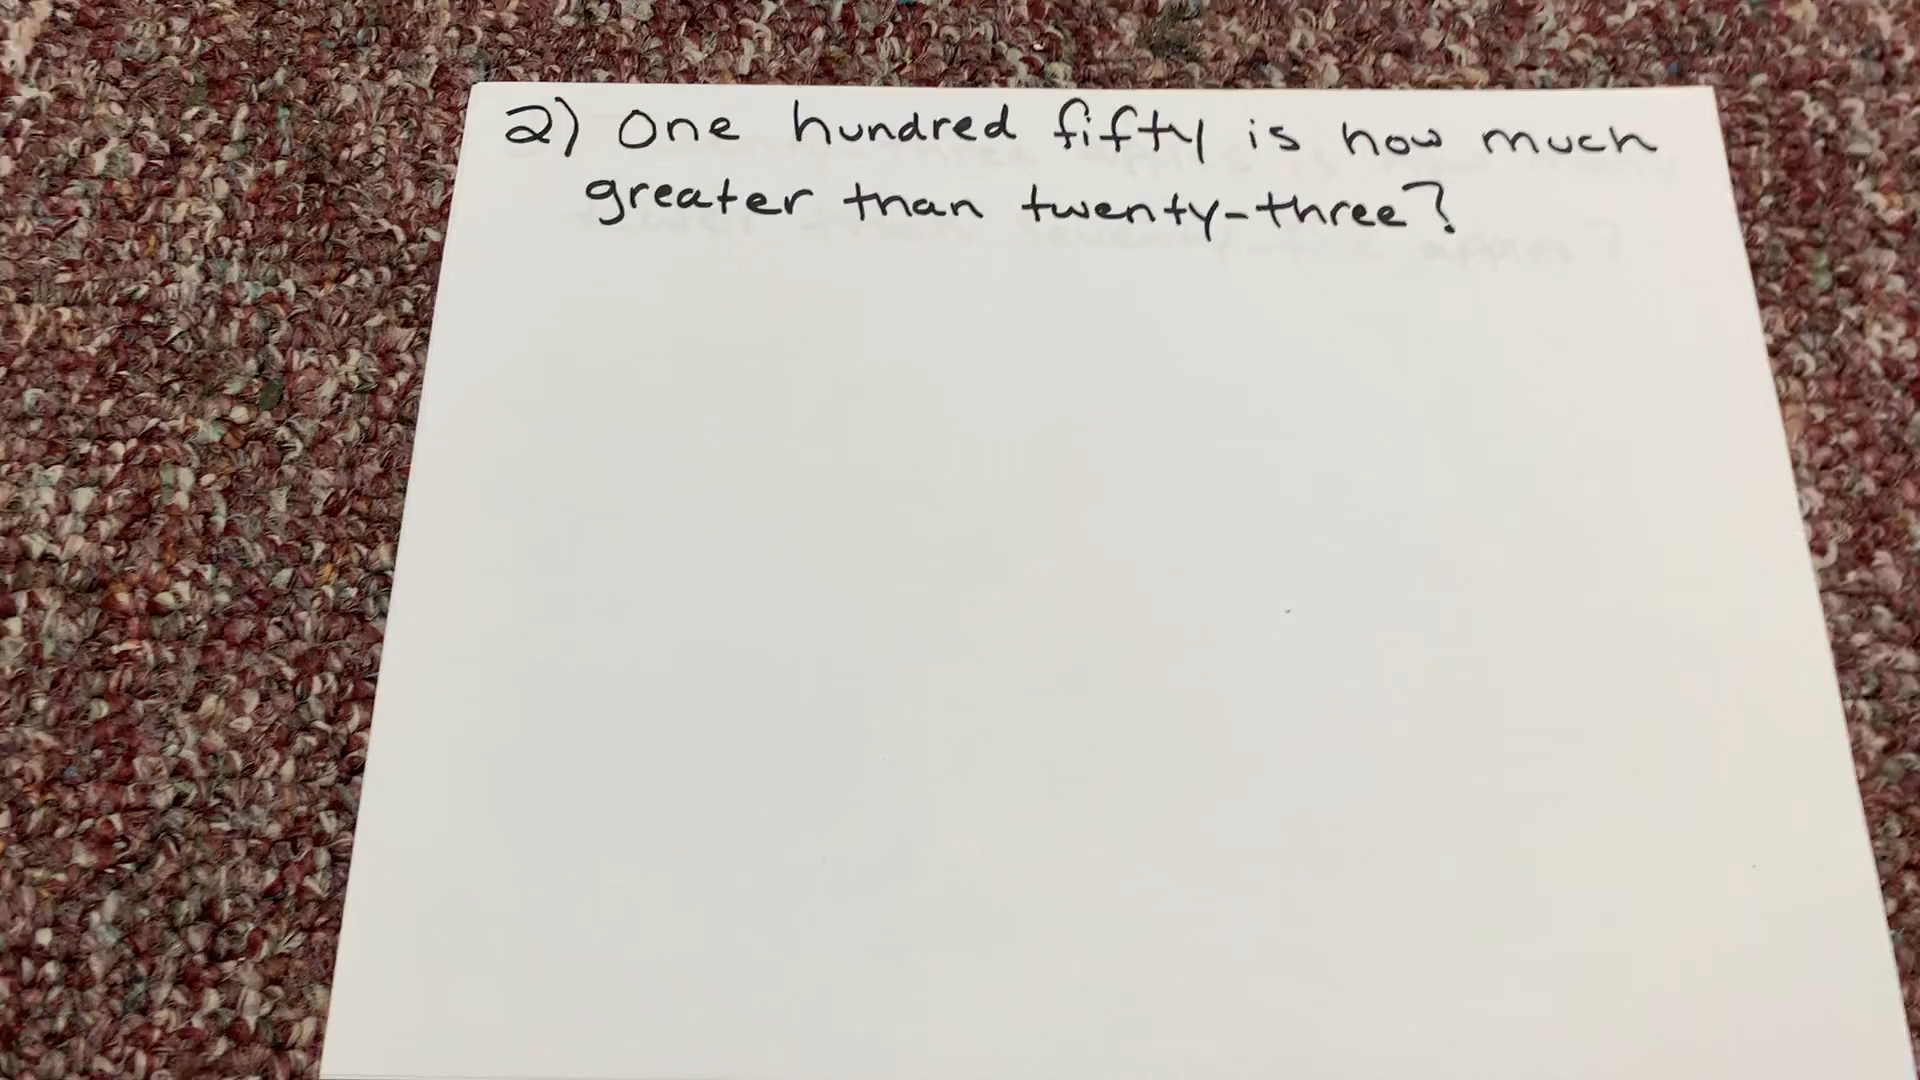 2) One hundred fifty is how much
greater than twenty-three?